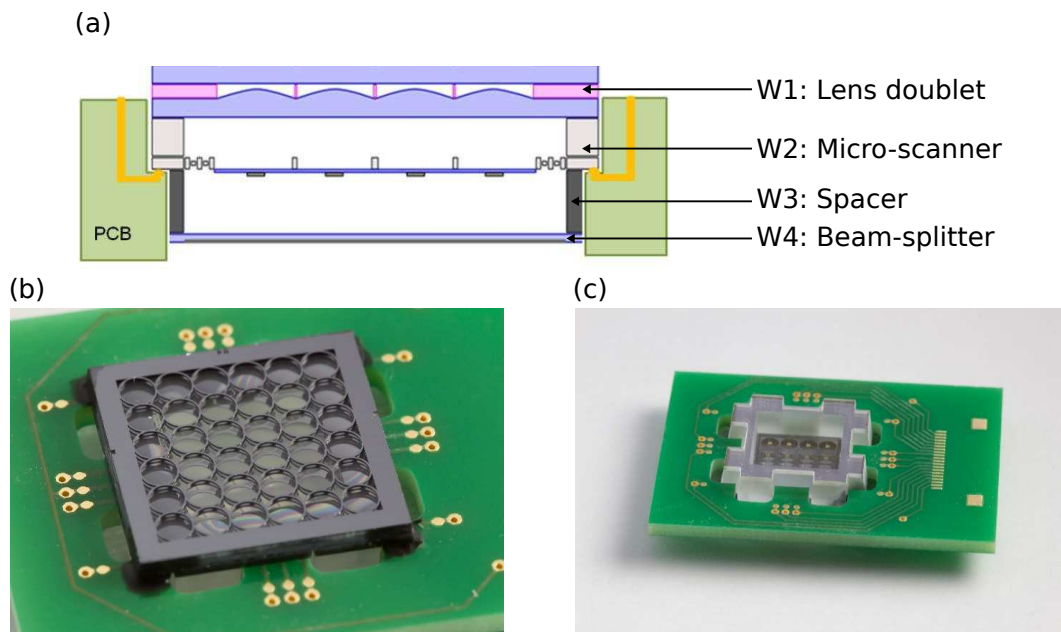 (a)
W1: Lens doublet
W2: Micro-scanner
W3: Spacer
PCB
W4: Beam-splitter
(b)
(c)